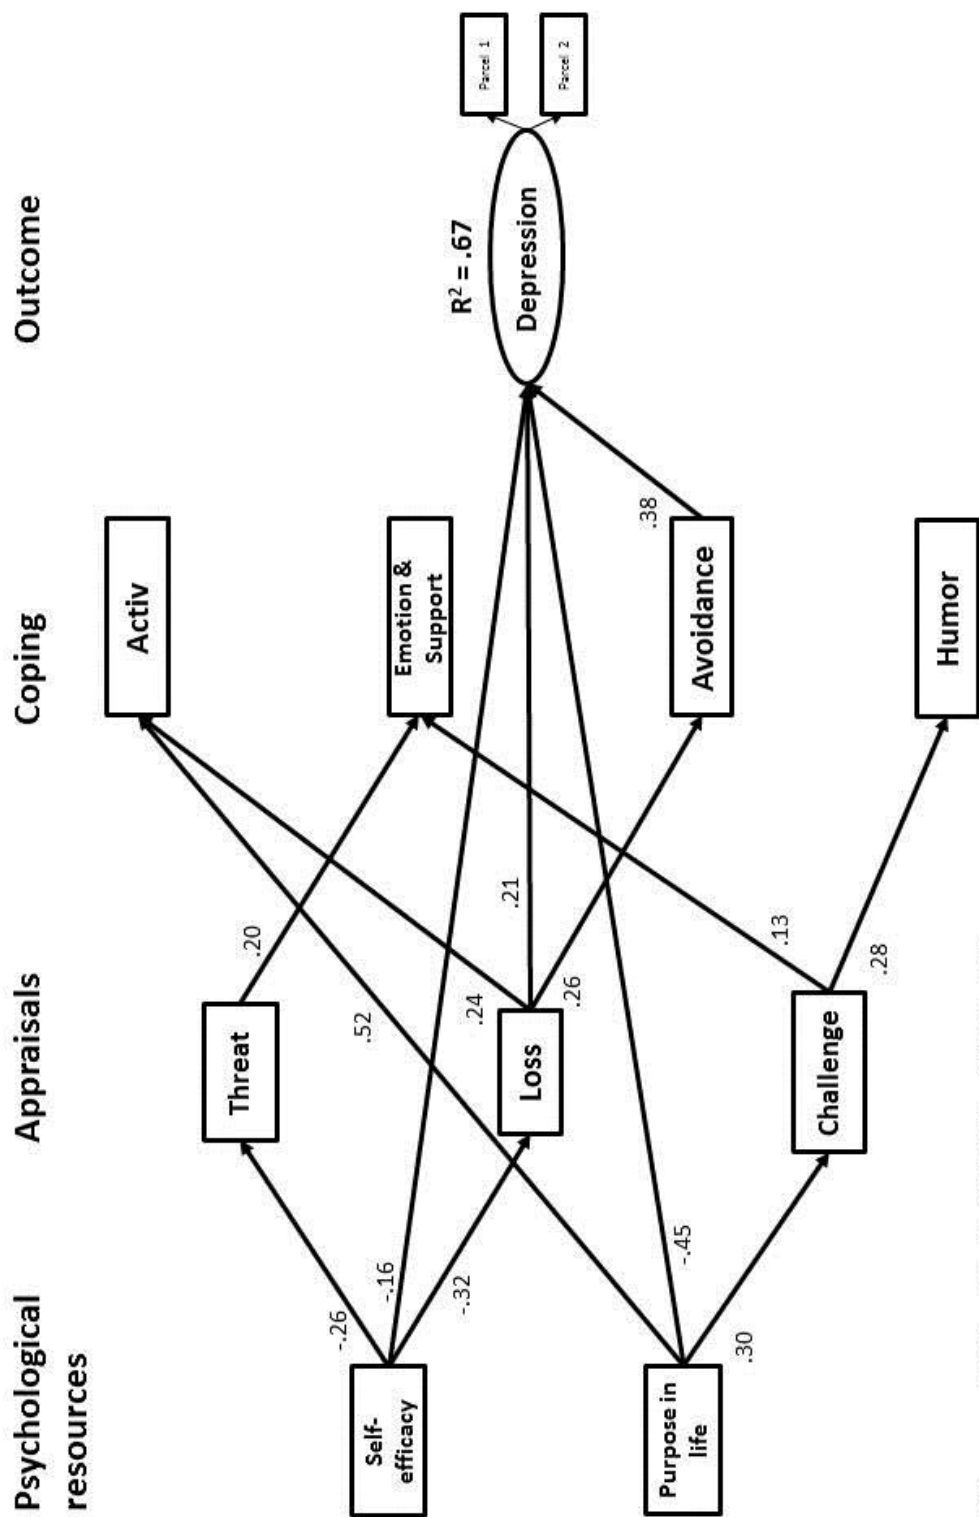 Psychological
resources
Appraisals
Coping
Outcome
Self-
efficacy
Purpose in
life
Threat
Loss
Challenge
Activ
Emotion &
Support
Avoidance
Humor
R² = .67
Depression
Parcel 1
Parcel 2
-.26
-.16
-.32
-.45
.30
.52
.20
.24
.21
.26
.13
.28
.38